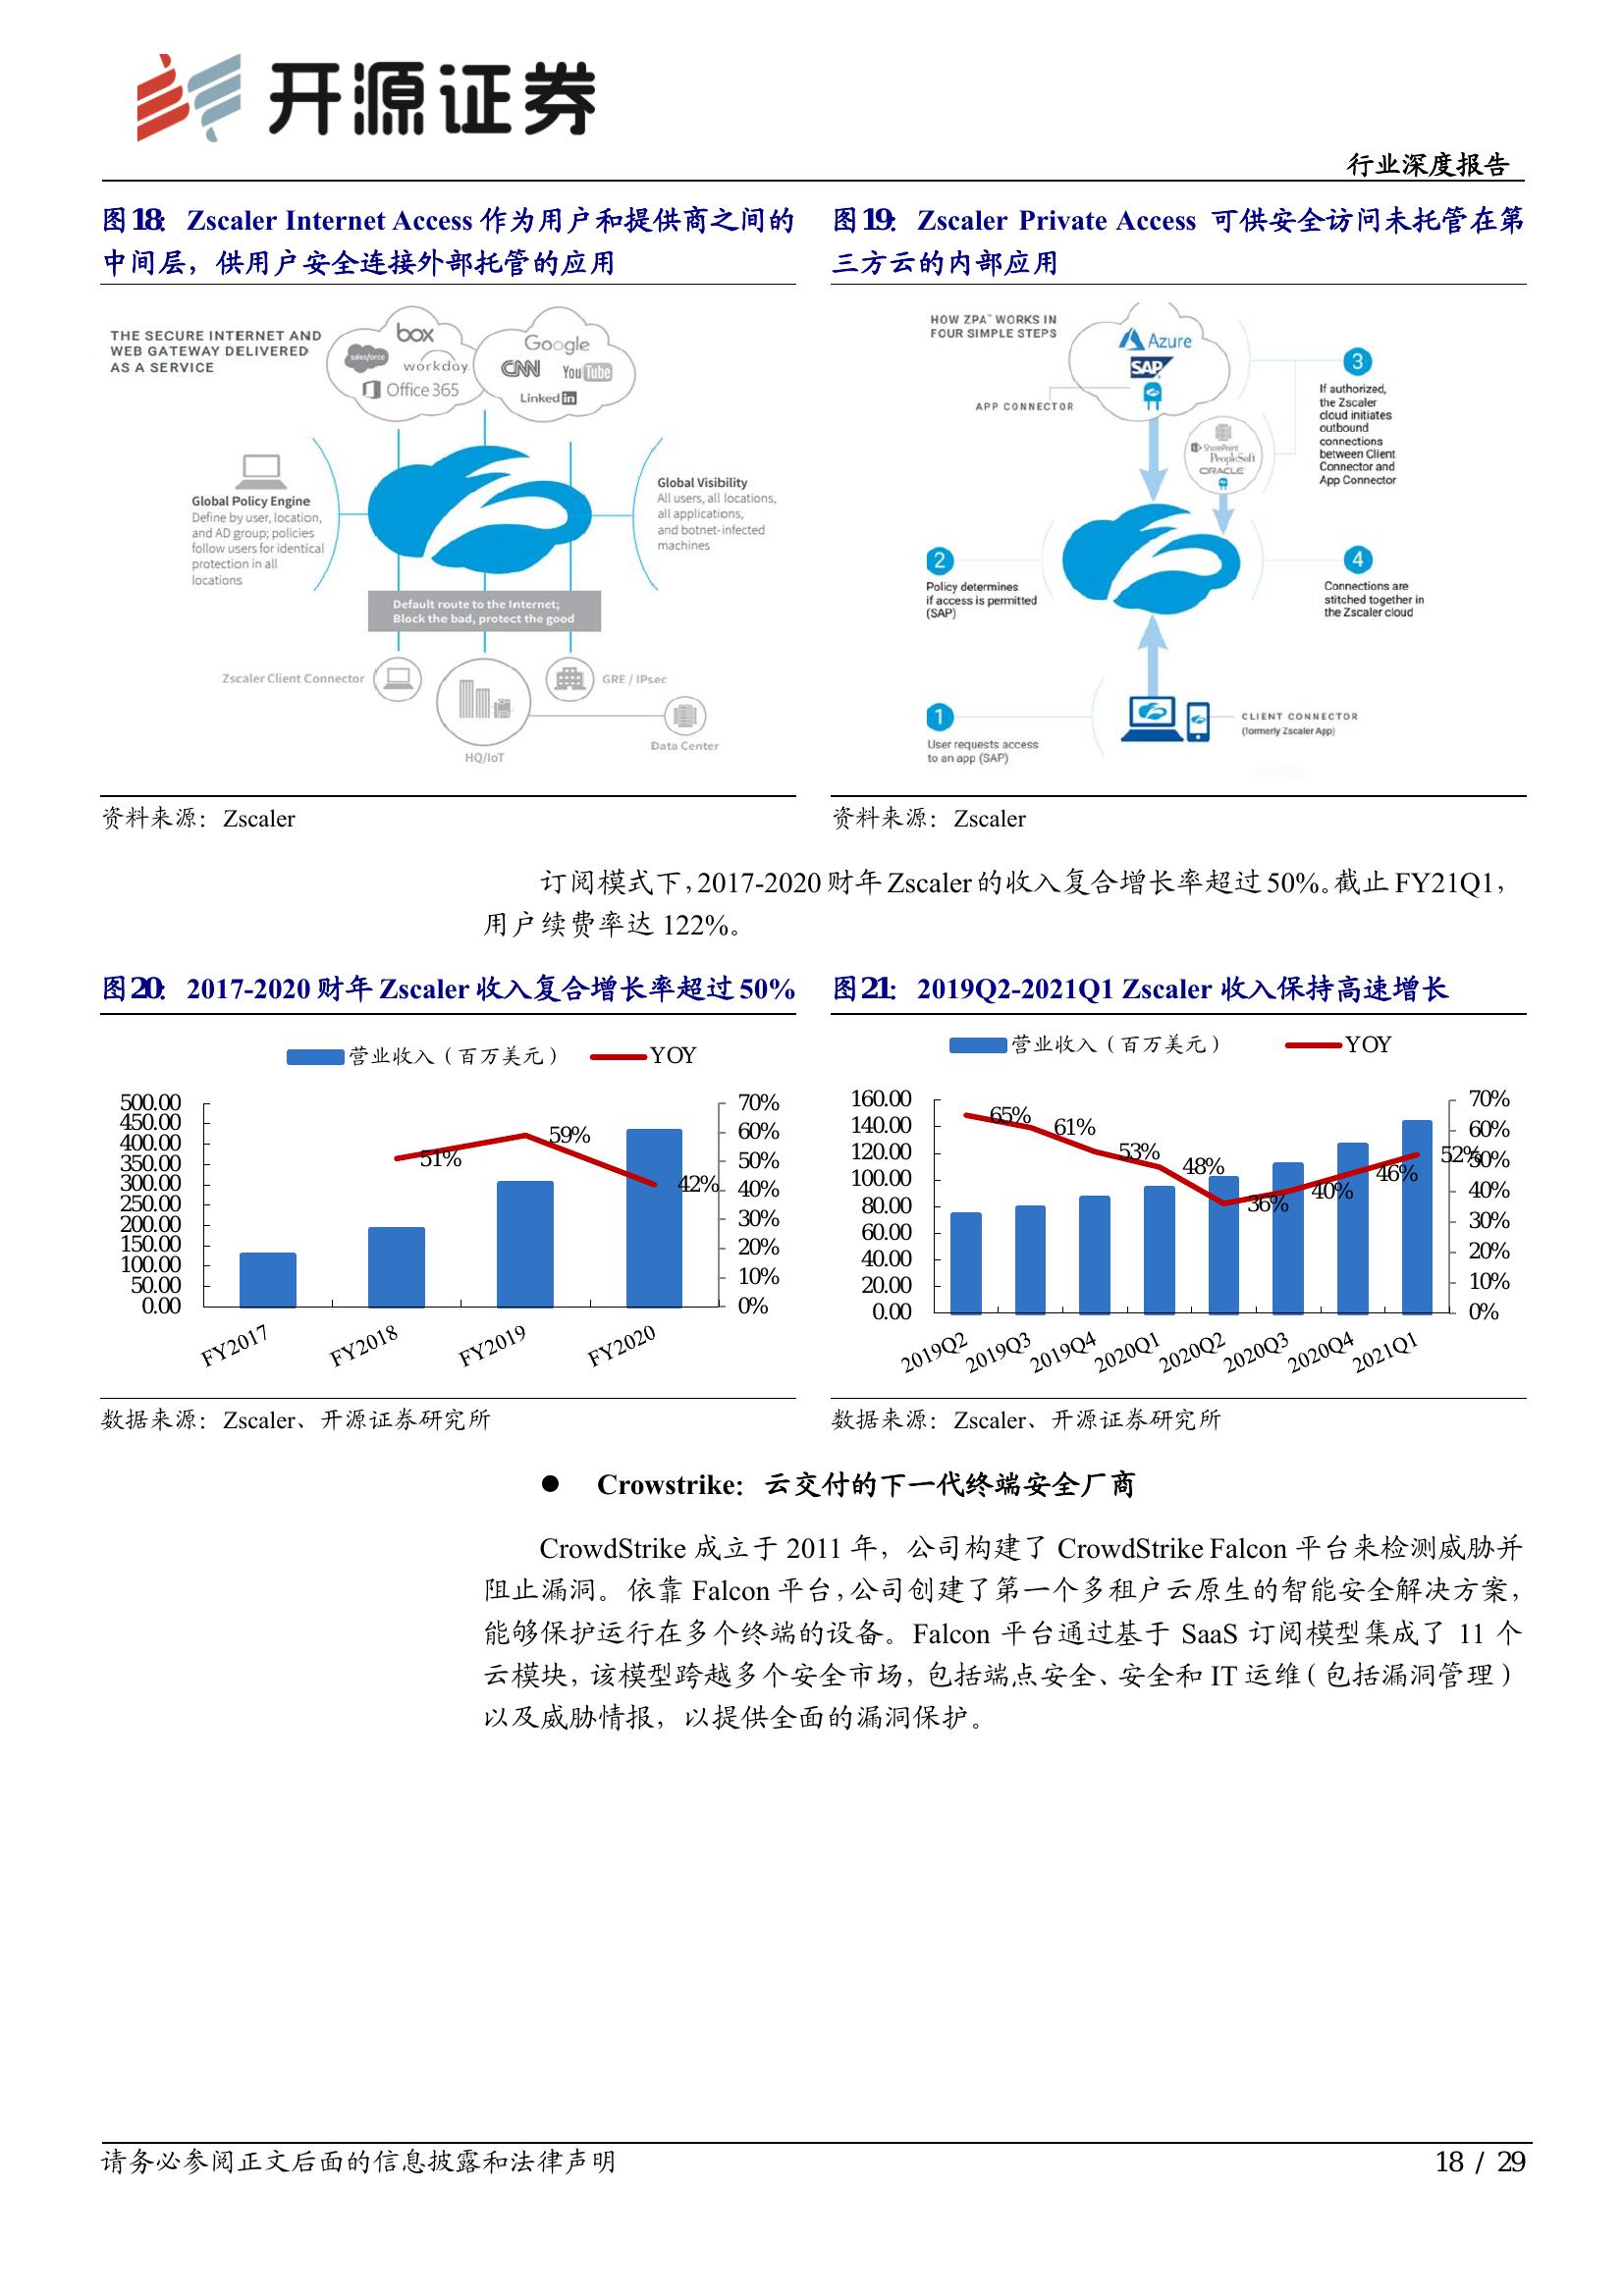 开源证券
行业深度报告
图18： Zscaler Internet Access 作为用户和提供商之间的
中间层，供用户安全连接外部托管的应用
THE SECURE INTERNET AND
WEB GATEWAY DELIVERED
AS A SERVICE
box
salesforce
workday
Office 365
Google
CNN
YouTube
Linked in
Global Policy Engine
Define by user, location,
and AD group; policies
follow users for identical
protection in all
locations
Global Visibility
All users, all locations,
all applications,
and botnet-infected
machines
Default route to the Internet;
Block the bad, protect the good
Zscaler Client Connector
GRE / IPsec
HQ/IoT
Data Center
资料来源：Zscaler
图19： Zscaler Private Access 可供安全访问未托管在第
三方云的内部应用
HOW ZPA™ WORKS IN
FOUR SIMPLE STEPS
Azure
SAP
APP CONNECTOR
SharePoint
PeopleSoft
ORACLE
3
If authorized,
the Zscaler
cloud initiates
outbound
connections
between Client
Connector and
App Connector
2
Policy determines
if access is permitted
(SAP)
4
Connections are
stitched together in
the Zscaler cloud
1
User requests access
to an app (SAP)
CLIENT CONNECTOR
(formerly Zscaler App)
资料来源：Zscaler
订阅模式下，2017-2020 财年 Zscaler 的收入复合增长率超过 50%。截止 FY21Q1，
用户续费率达 122%。
图20： 2017-2020 财年 Zscaler 收入复合增长率超过 50%
营业收入（百万美元） YOY
500.00
450.00
400.00
350.00
300.00
250.00
200.00
150.00
100.00
50.00
0.00
51%
59%
42%
70%
60%
50%
40%
30%
20%
10%
0%
FY2017
FY2018
FY2019
FY2020
数据来源：Zscaler、开源证券研究所
图21： 2019Q2-2021Q1 Zscaler 收入保持高速增长
营业收入（百万美元） YOY
160.00
140.00
120.00
100.00
80.00
60.00
40.00
20.00
0.00
65%
61%
53%
48%
36%
40%
46%
52%
70%
60%
50%
40%
30%
20%
10%
0%
2019Q2
2019Q3
2019Q4
2020Q1
2020Q2
2020Q3
2020Q4
2021Q1
数据来源：Zscaler、开源证券研究所
● Crowstrike：云交付的下一代终端安全厂商
CrowdStrike 成立于 2011 年，公司构建了 CrowdStrike Falcon 平台来检测威胁并
阻止漏洞。依靠 Falcon 平台，公司创建了第一个多租户云原生的智能安全解决方案，
能够保护运行在多个终端的设备。Falcon 平台通过基于 SaaS 订阅模型集成了 11 个
云模块，该模型跨越多个安全市场，包括端点安全、安全和 IT 运维（包括漏洞管理）
以及威胁情报，以提供全面的漏洞保护。
请务必参阅正文后面的信息披露和法律声明
18 / 29